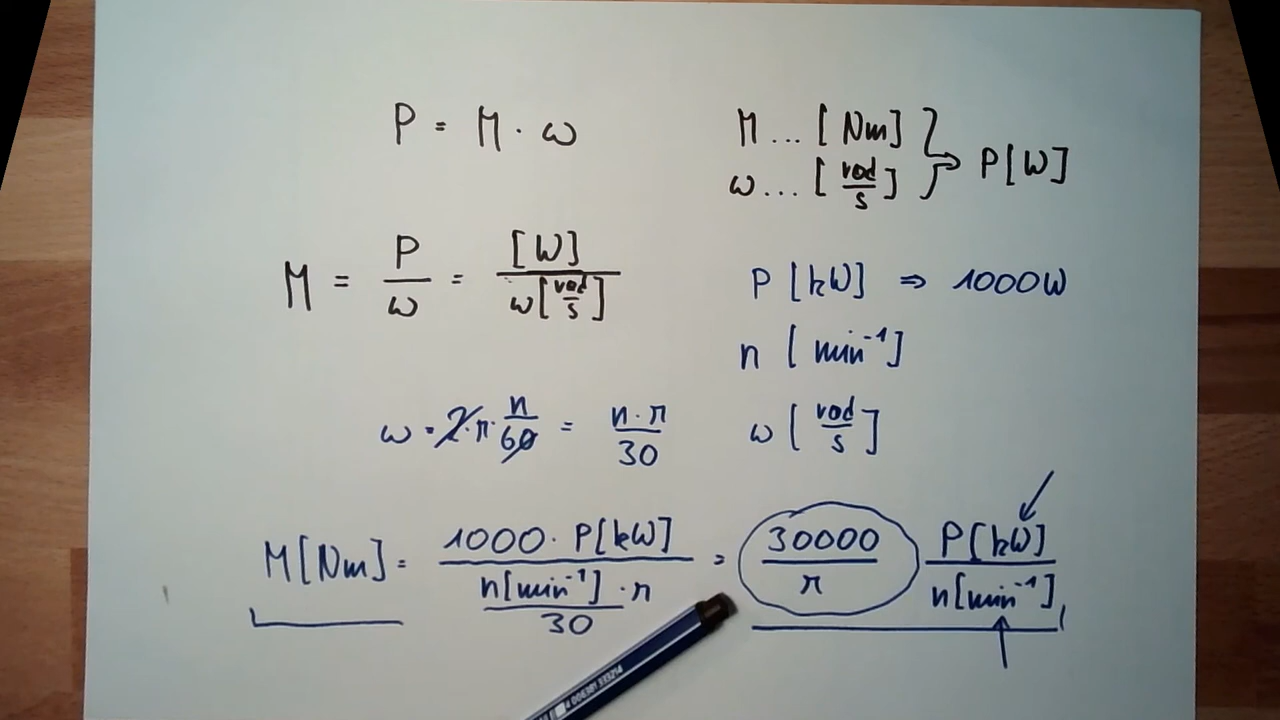 P = M · ω
M ... [Nm]
ω ... [rad/s] } ⇒ P[W]
M = P/ω = [W]/ω[rad/s]
P [kW] ⇒ 1000W
n [min⁻¹]
ω = 2·π·n/60 = n·π/30
ω [rad/s]
M[Nm] = 1000·P[kW]/(n[min⁻¹]·π/30) = 30000/π P[kW]/n[min⁻¹]